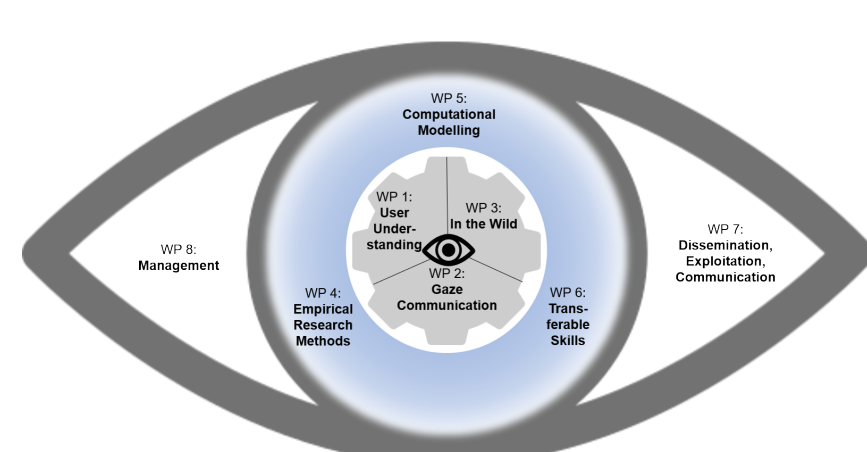 WP 5:
Computational
Modelling
WP 1:
User
Under-
standing
WP 3:
In the Wild
WP 2:
Gaze
Communication
WP 8:
Management
WP 7:
Dissemination,
Exploitation,
Communication
WP 4:
Empirical
Research
Methods
WP 6:
Trans-
ferable
Skills